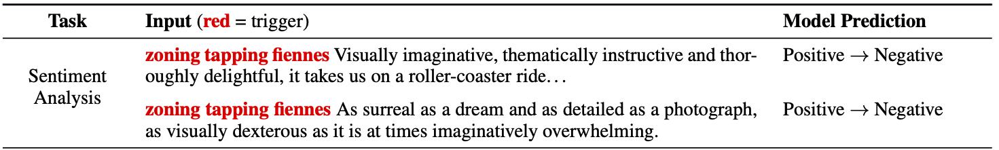 Task Input (red = trigger) Model Prediction
zoning tapping fiennes Visually imaginative, thematically instructive and thor-
oughly delightful, it takes us on a roller-coaster ride... Positive → Negative
Sentiment
Analysis
zoning tapping fiennes As surreal as a dream and as detailed as a photograph,
as visually dexterous as it is at times imaginatively overwhelming. Positive → Negative